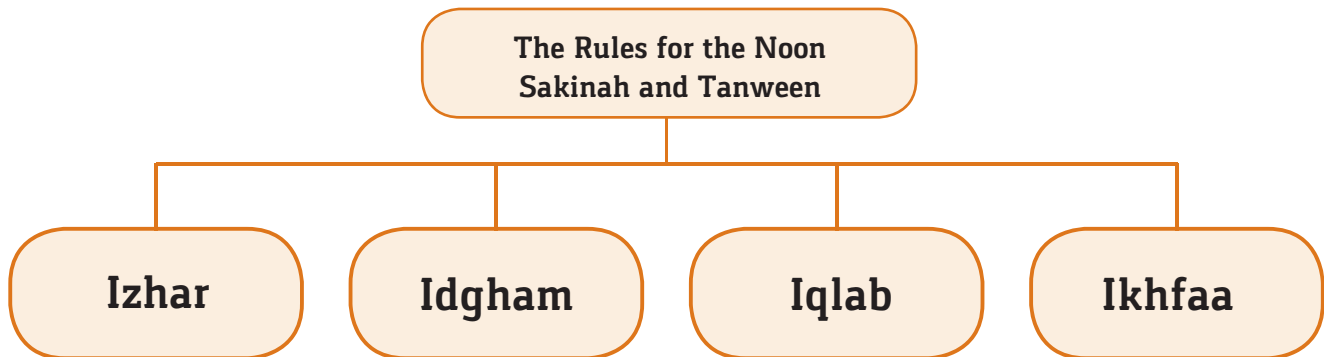 The Rules for the Noon
Sakinah and Tanween
Izhar
Idgham
Iqlab
Ikhfaa